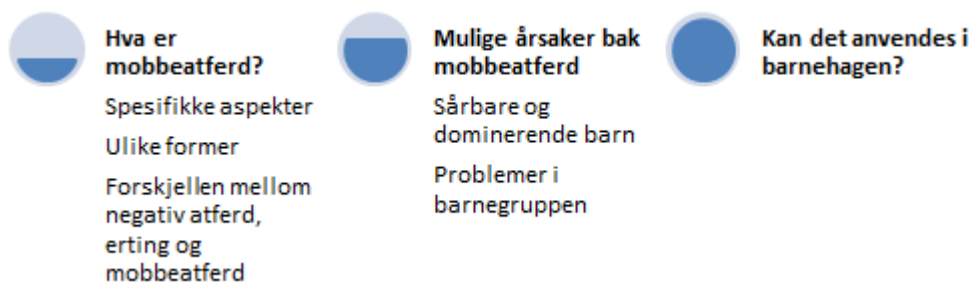 Hva er
mobbeatferd?
Spesifikke aspekter
Ulike former
Forskjellen mellom
negativ atferd,
erting og
mobbeatferd
Mulige årsaker bak
mobbeatferd
Sårbare og
dominerende barn
Problemer i
barnegruppen
Kan det anvendes i
barnehagen?